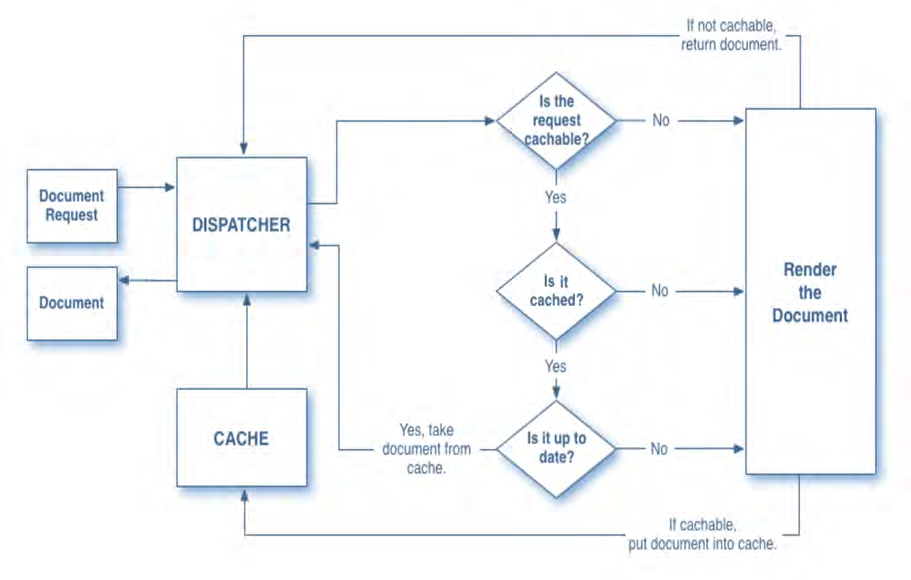 If not cachable,
return document.
Is the
request
cachable?
No
Document
Request
DISPATCHER
Yes
Document
Is it
cached?
No
Render
the
Document
Yes
CACHE
Yes, take
document from
cache.
Is it up to
date?
No
If cachable,
put document into cache.